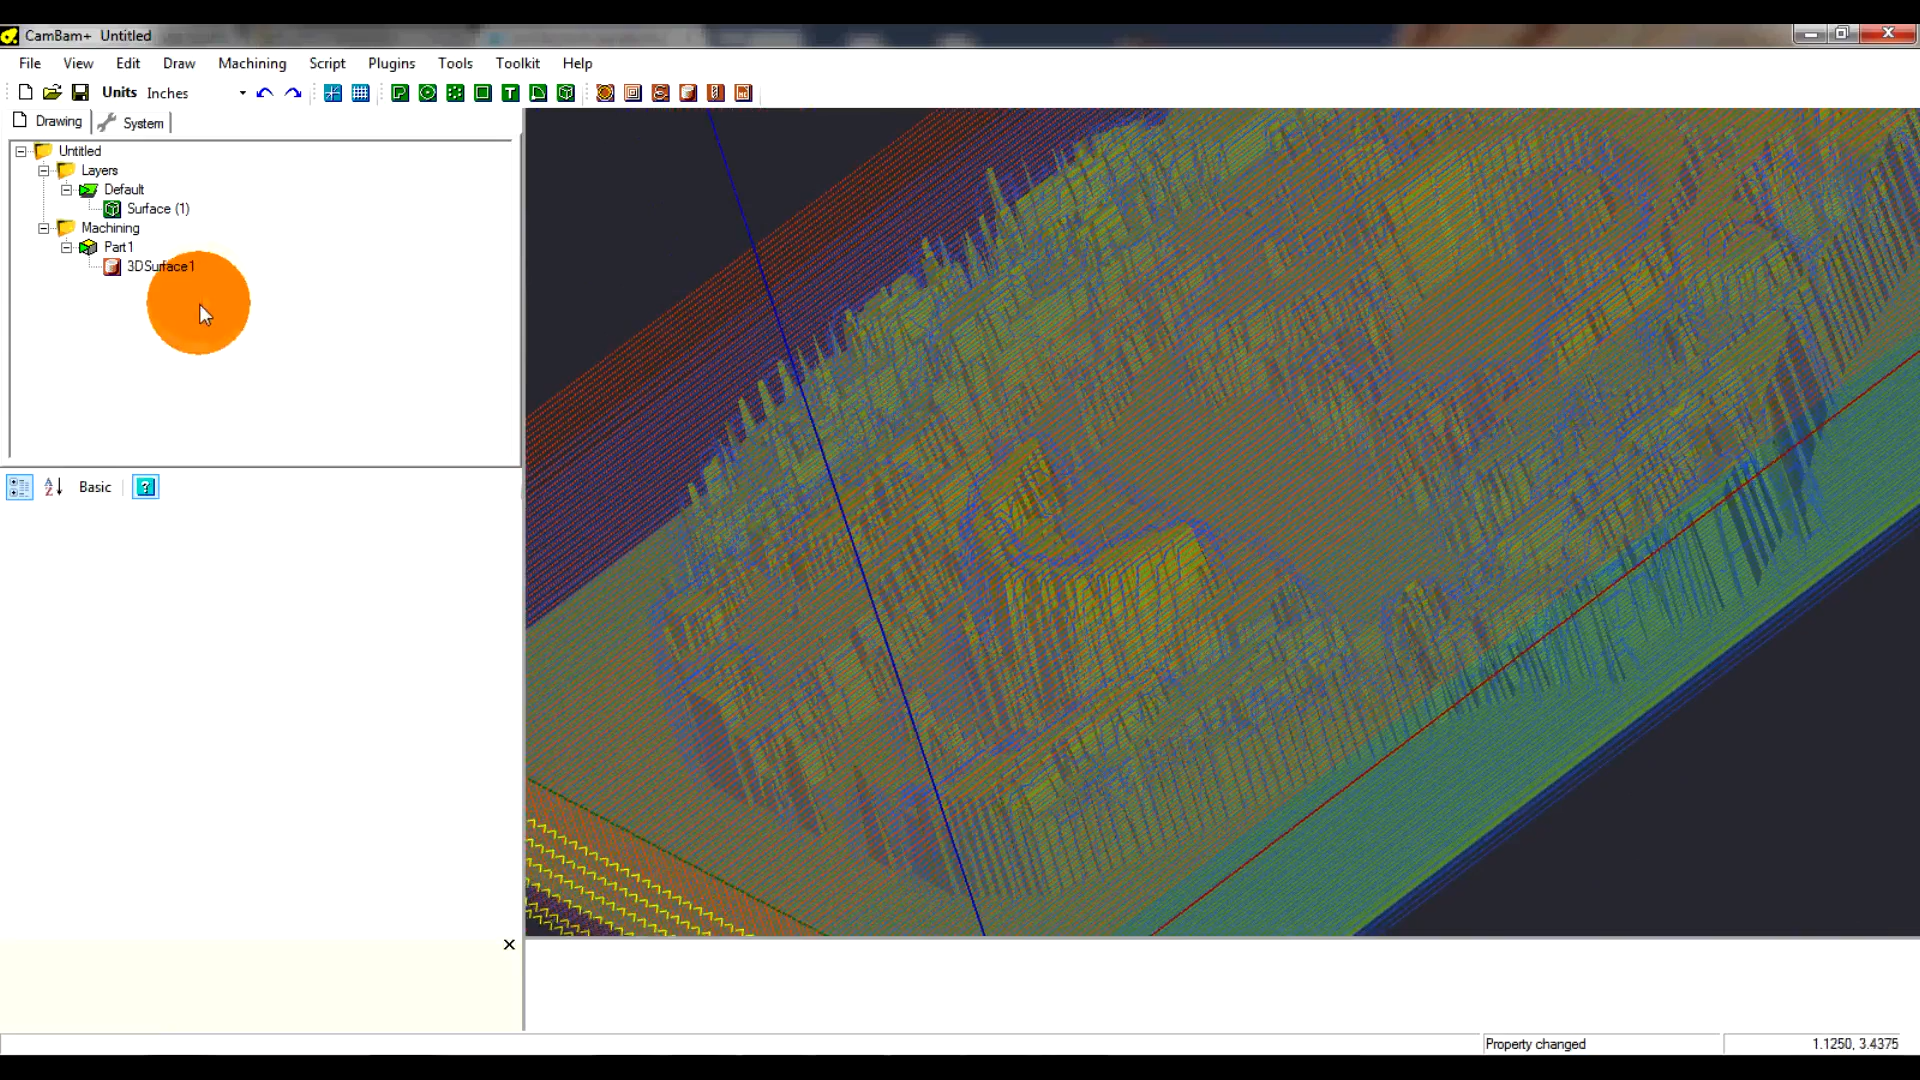 CamBam+ Untitled
File View Edit Draw Machining Script Plugins Tools Toolkit Help
Units Inches
Drawing System
Untitled
Layers
Default
Surface (1)
Machining
Part1
3DSurface1
Basic
Property changed 1.1250, 3.4375